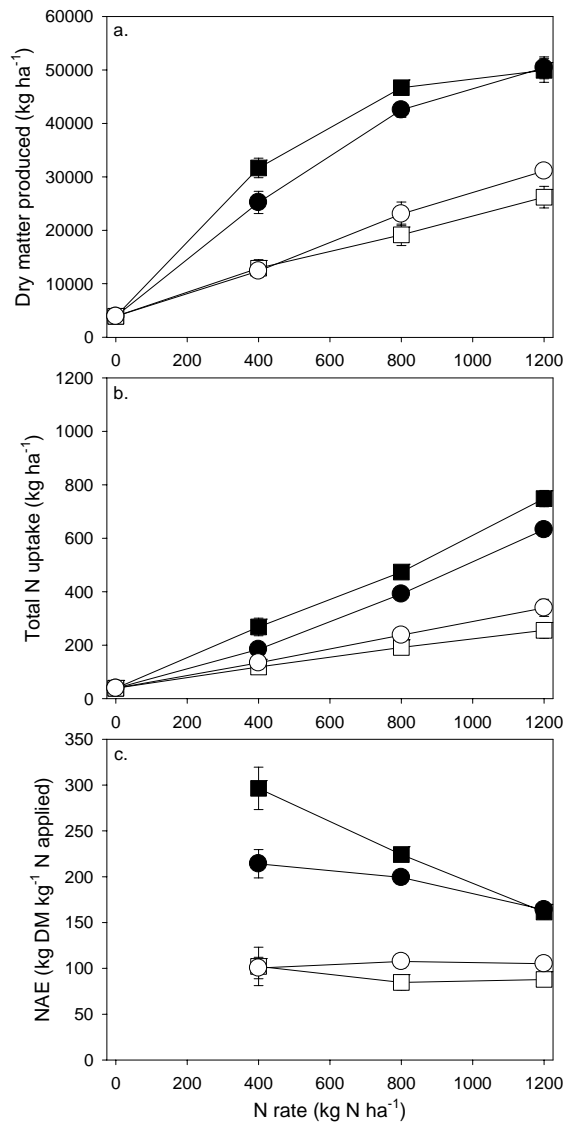 a.
Dry matter produced (kg ha⁻¹)
60000
50000
40000
30000
20000
10000
0
0 200 400 600 800 1000 1200
b.
Total N uptake (kg ha⁻¹)
1200
1000
800
600
400
200
0
0 200 400 600 800 1000 1200
c.
NAE (kg DM kg⁻¹ N applied)
350
300
250
200
150
100
50
0
0 200 400 600 800 1000 1200
N rate (kg N ha⁻¹)